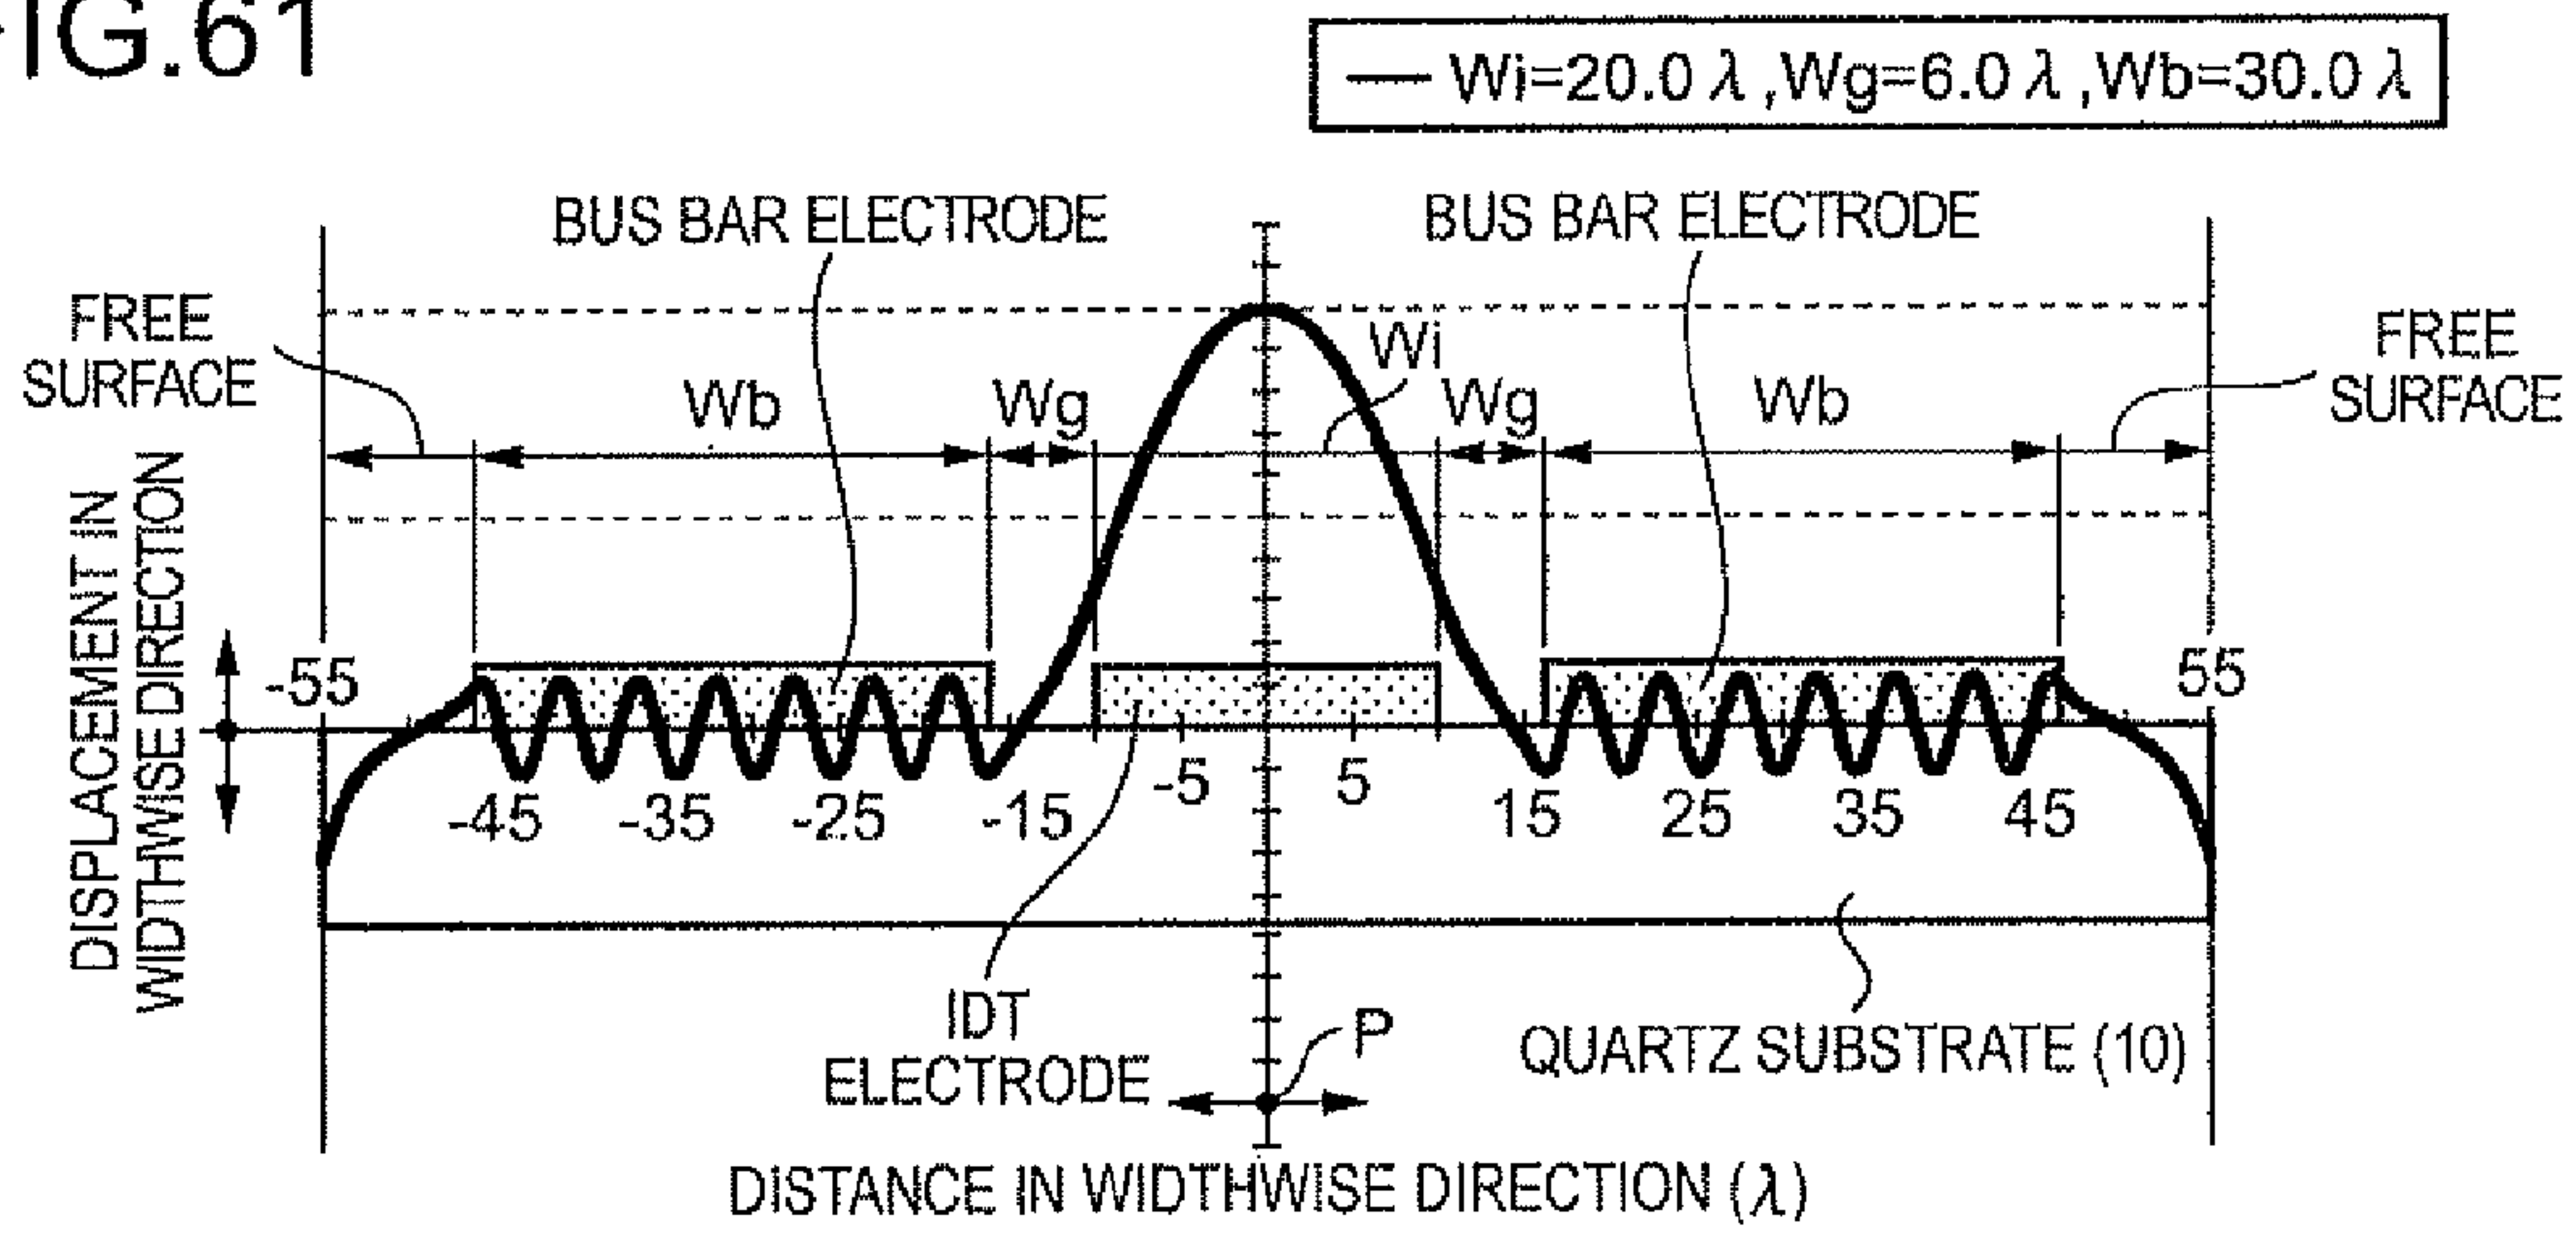 FIG.61
Wi=20.0 λ ,Wg=6.0 λ ,Wb=30.0 λ
BUS BAR ELECTRODE
BUS BAR ELECTRODE
FREE
SURFACE
FREE
SURFACE
Wb
Wg
Wi
Wg
Wb
DISPLACEMENT IN
WIDTHWISE DIRECTION
-55
55
-45
-35
-25
-15
-5
5
15
25
35
45
IDT
ELECTRODE
P
QUARTZ SUBSTRATE (10)
DISTANCE IN WIDTHWISE DIRECTION (λ)